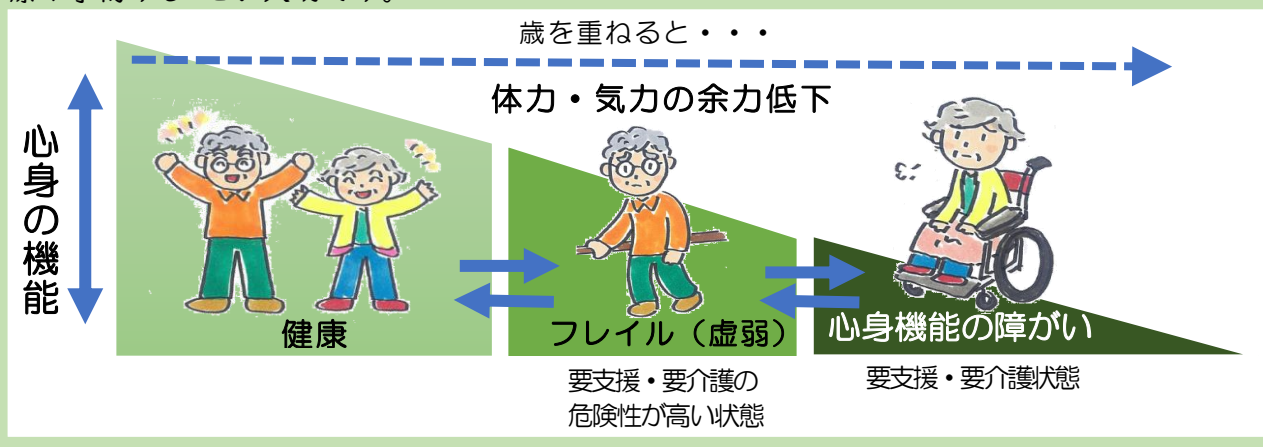 歳を重ねると・・・
体力・気力の余力低下
心身の機能
健康
フレイル（虚弱）
心身機能の障がい
要支援・要介護の
危険性が高い状態
要支援・要介護状態